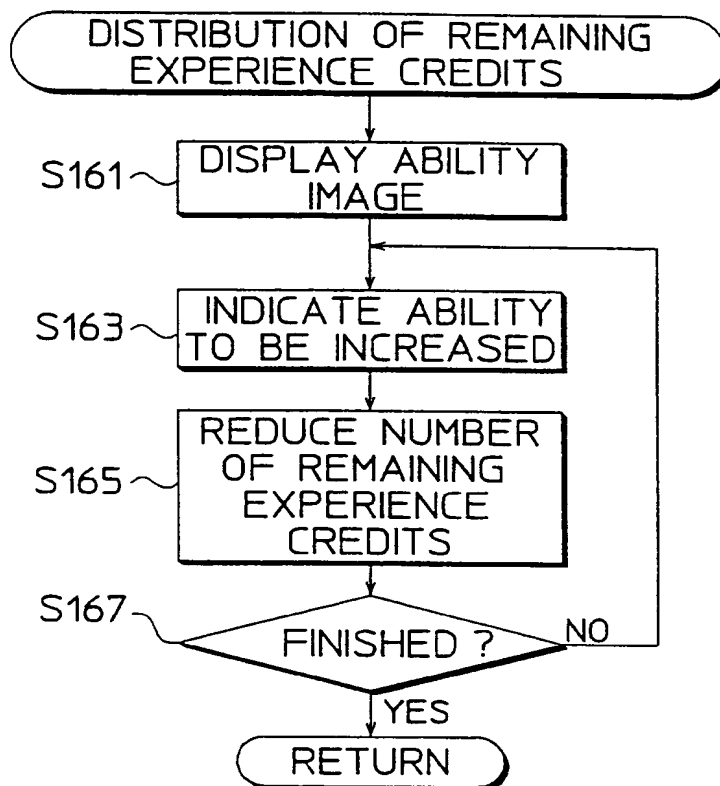 DISTRIBUTION OF REMAINING
EXPERIENCE CREDITS
S161
DISPLAY ABILITY
IMAGE
S163
INDICATE ABILITY
TO BE INCREASED
S165
REDUCE NUMBER
OF REMAINING
EXPERIENCE
CREDITS
S167
FINISHED ?
NO
YES
RETURN